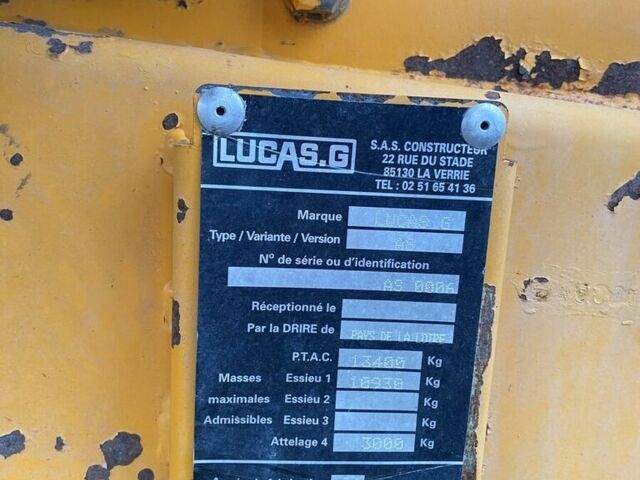 LUCAS.G
S.A.S. CONSTRUCTEUR
22 RUE DU STADE
85130 LA VERRIE
TEL : 02 51 65 41 36
Marque LUCAS.G
Type / Variante / Version AS
N° de série ou d'identification
AS 0006
Réceptionné le
Par la DRIRE de PAYS DE LA LOIRE
P.T.A.C. 13400 Kg
Masses Essieu 1 10930 Kg
maximales Essieu 2 Kg
Admissibles Essieu 3 Kg
Attelage 4 3000 Kg